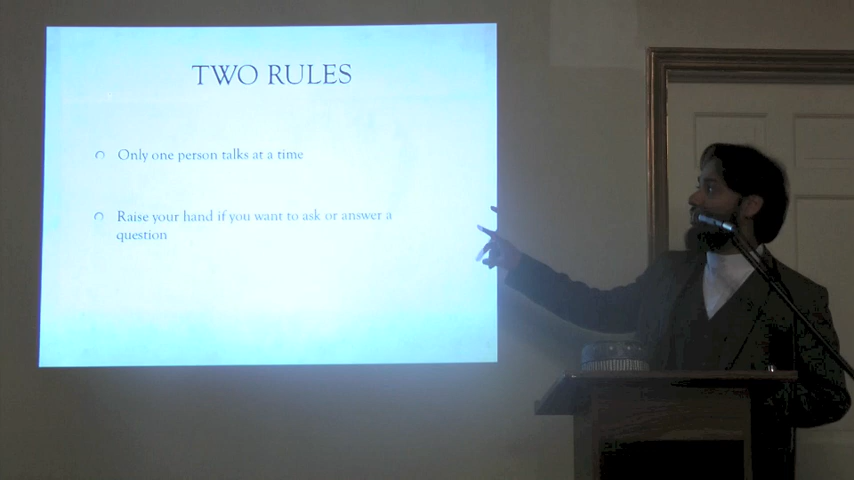 TWO RULES
Only one person talks at a time
Raise your hand if you want to ask or answer a
question